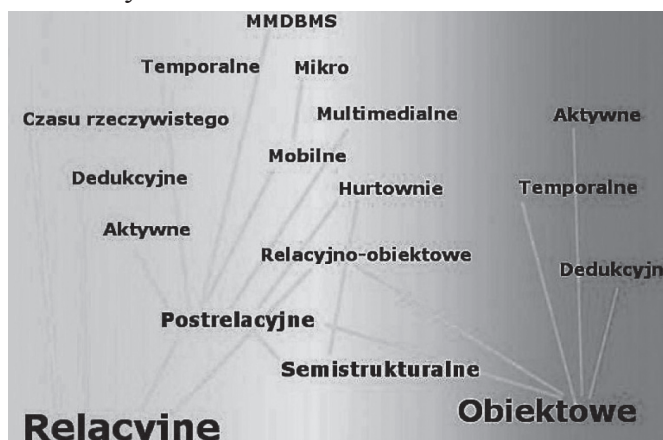 MMDBMS
Temporalne
Mikro
Czasu rzeczywistego
Multimedialne
Aktywne
Mobilne
Dedukcyjne
Hurtownie
Temporalne
Aktywne
Relacyjno-obiektowe
Dedukcyjn
Postrelacyjne
Semistrukturalne
Relacyjne
Obiektowe